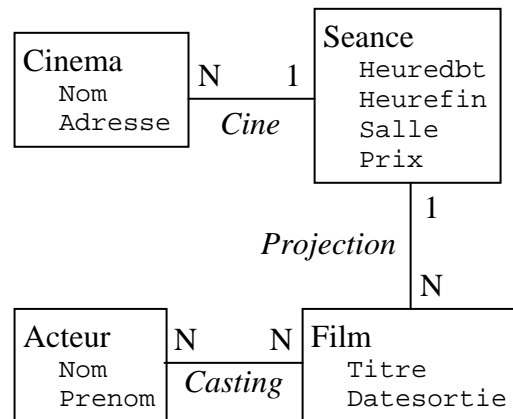 Cinema
Nom
Adresse
N
1
Cine
Seance
Heuredbt
Heurefin
Salle
Prix
1
Projection
N
Acteur
Nom
Prenom
N
N
Casting
Film
Titre
Datesortie